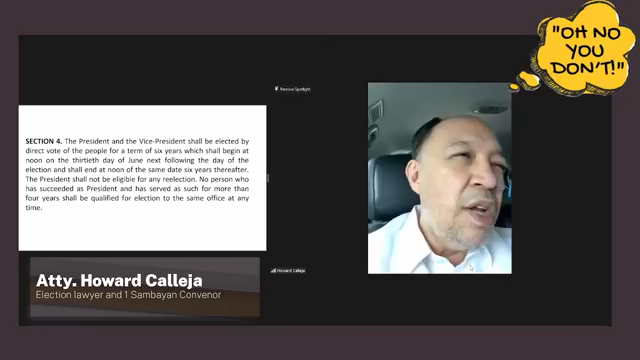 "OH NO
YOU
DON'T!"
Remove Spotlight
SECTION 4. The President and the Vice-President shall be elected by
direct vote of the people for a term of six years which shall begin at
noon on the thirtieth day of June next following the day of the
election and shall end at noon of the same date six years thereafter.
The President shall not be eligible for any reelection. No person who
has succeeded as President and has served as such for more than
four years shall be qualified for election to the same office at any
time.
Howard Calleja
Atty. Howard Calleja
Election lawyer and 1 Sambayan Convenor